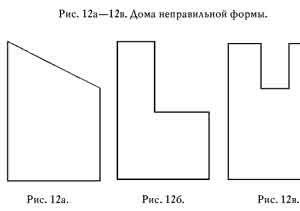 Рис. 12а—12в. Дома неправильной формы.
Рис. 12а. Рис. 12б. Рис. 12в.